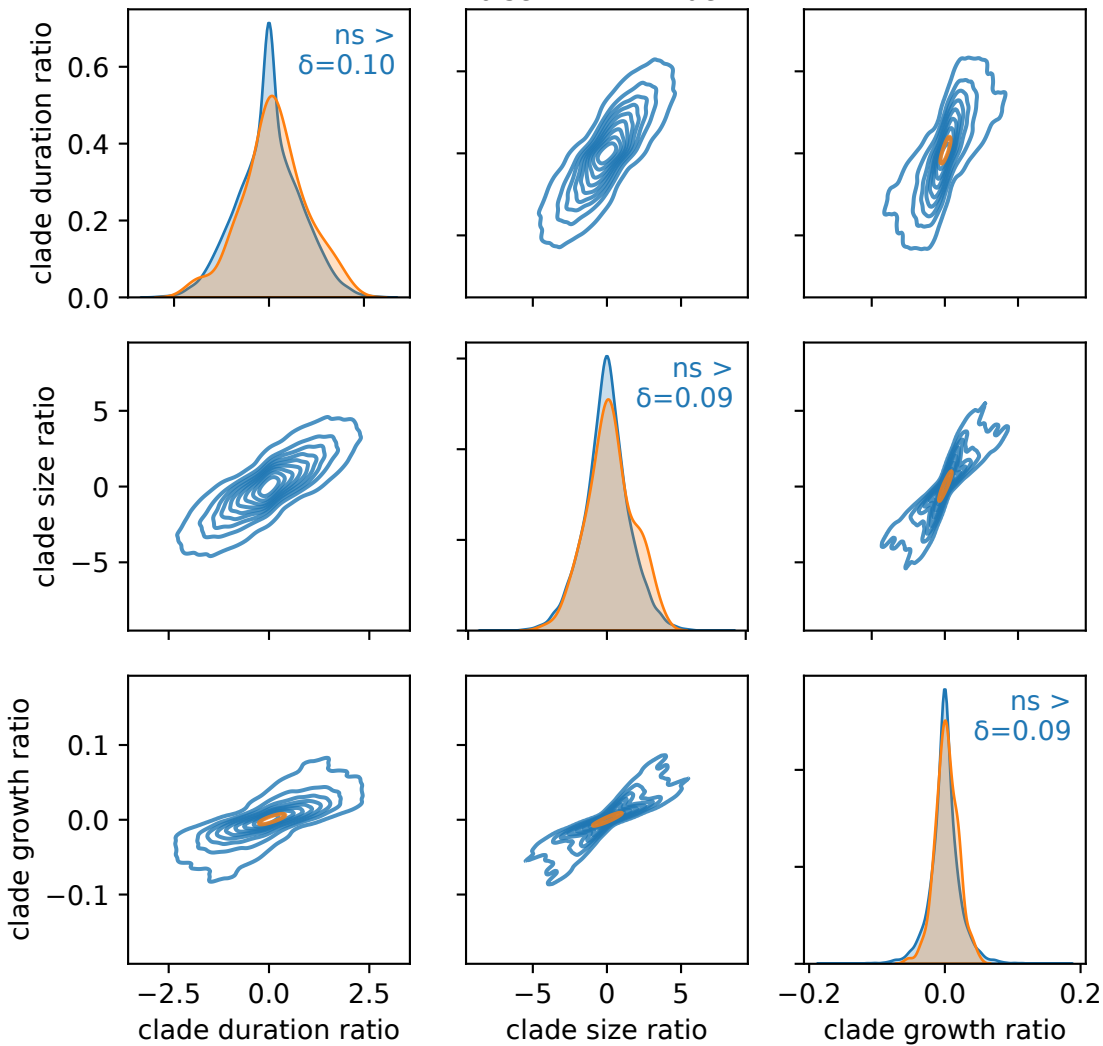 ns >
δ=0.10
clade duration ratio
0.6
0.4
0.2
0.0
ns >
δ=0.09
clade size ratio
5
0
−5
ns >
δ=0.09
clade growth ratio
0.1
0.0
−0.1
−2.5 0.0 2.5
−5 0 5
−0.2 0.0 0.2
clade duration ratio
clade size ratio
clade growth ratio